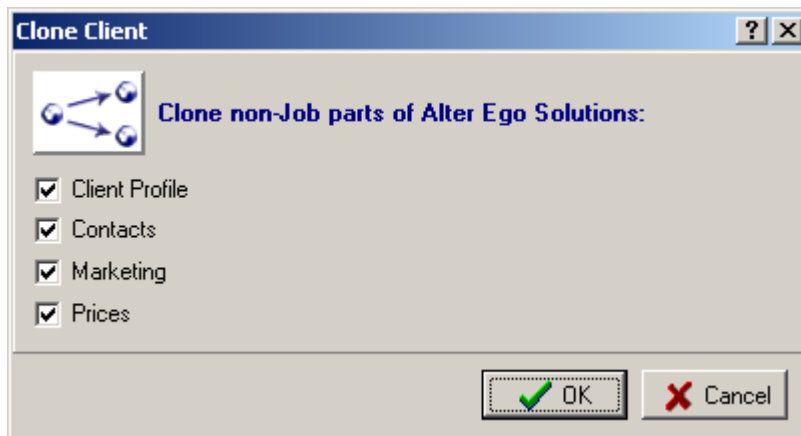 Clone Client
Clone non-Job parts of Alter Ego Solutions:
Client Profile
Contacts
Marketing
Prices
OK
Cancel